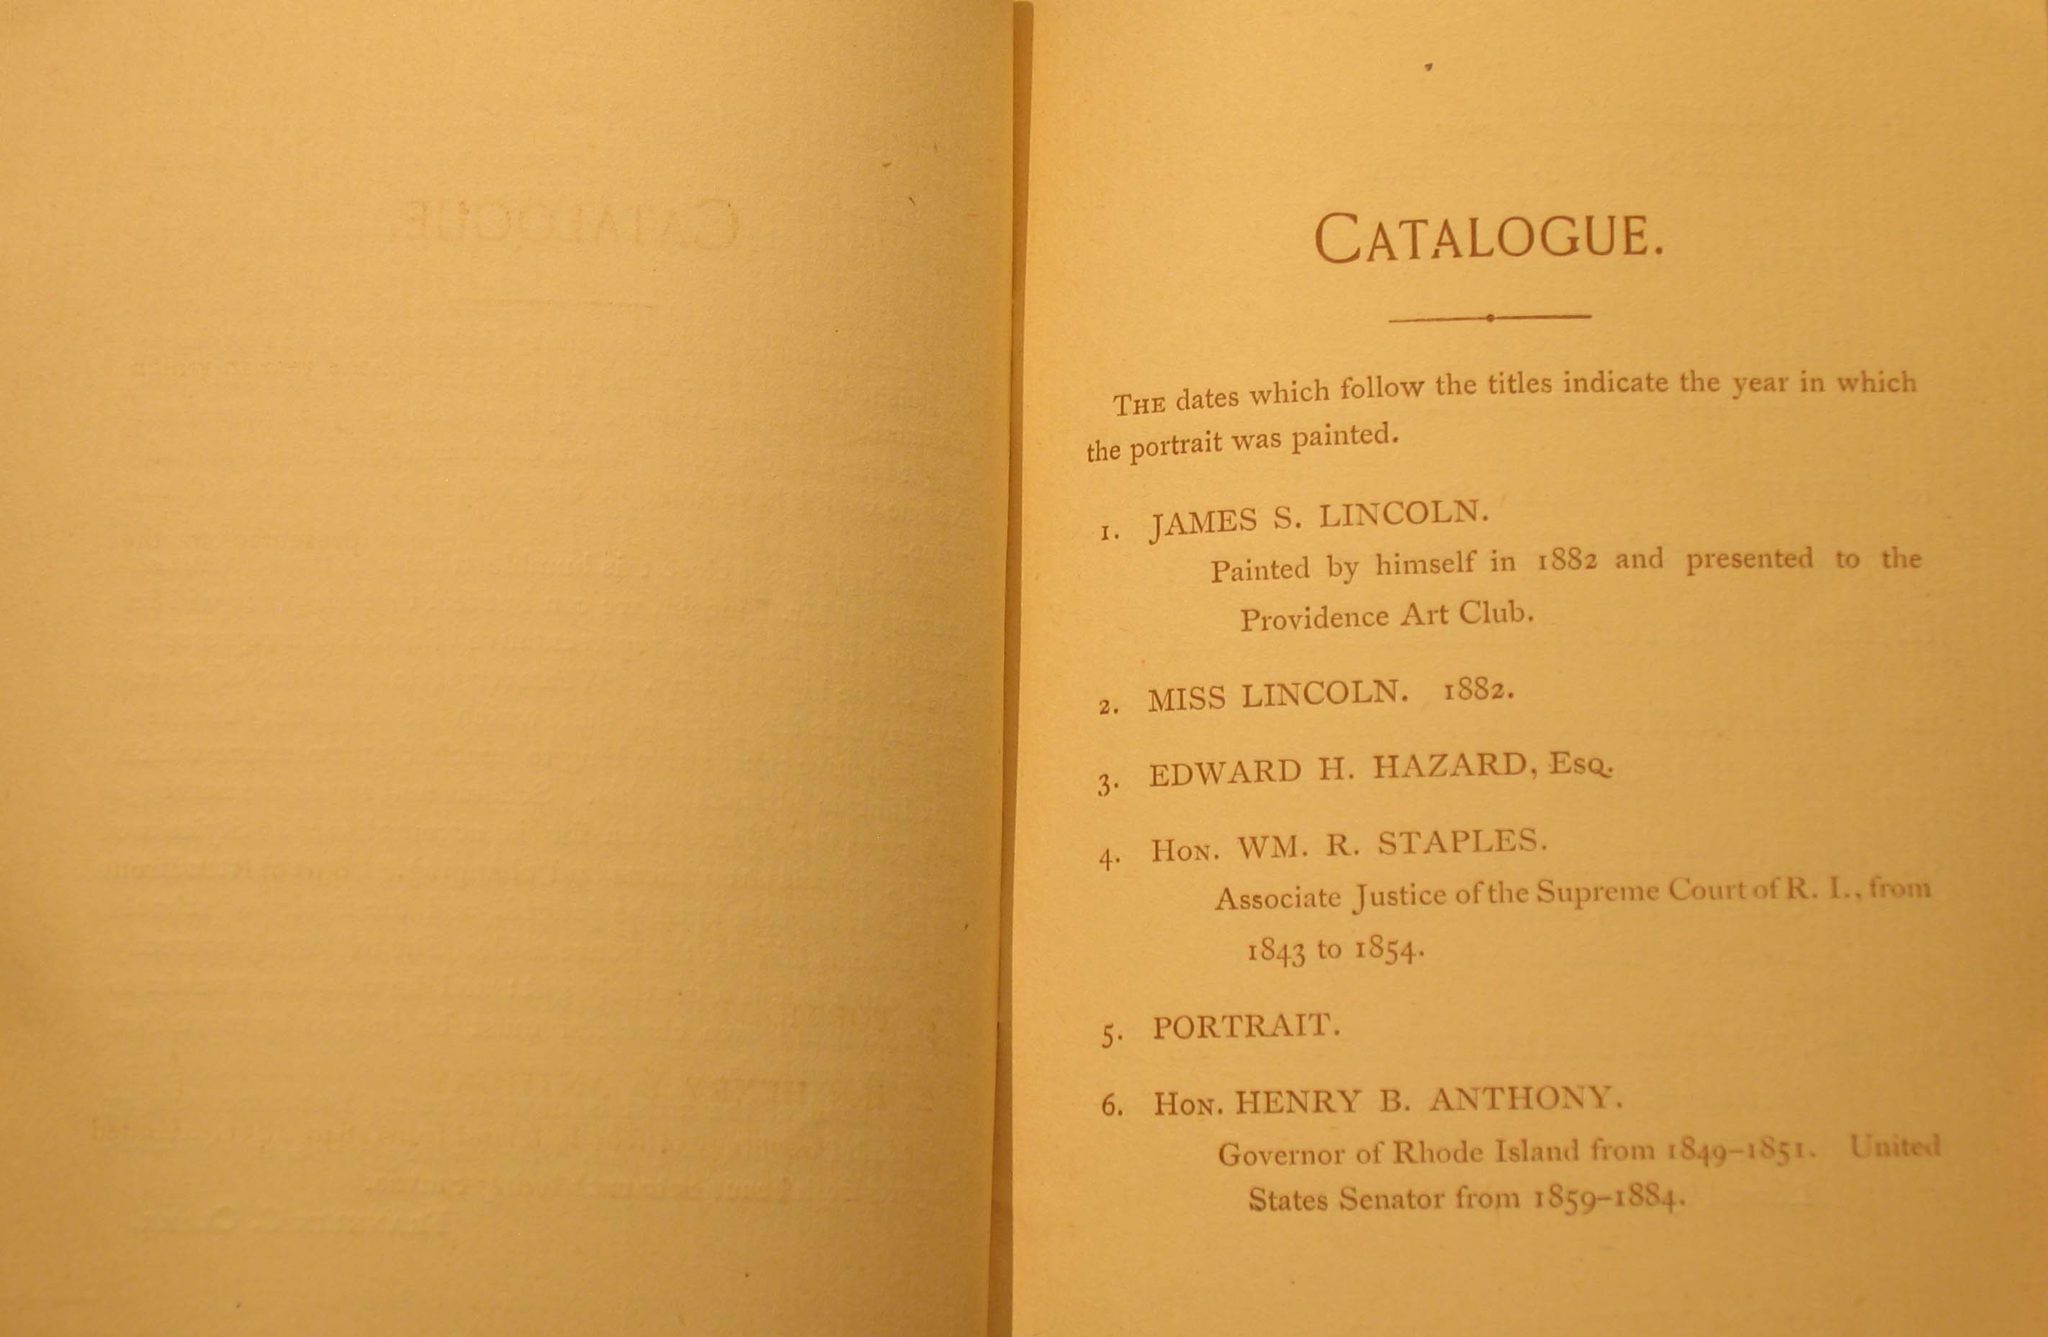 CATALOGUE.
THE dates which follow the titles indicate the year in which
the portrait was painted.
1. JAMES S. LINCOLN.
Painted by himself in 1882 and presented to the
Providence Art Club.
2. MISS LINCOLN. 1882.
3. EDWARD H. HAZARD, ESQ.
4. HON. WM. R. STAPLES.
Associate Justice of the Supreme Court of R. I., from
1843 to 1854.
5. PORTRAIT.
6. HON. HENRY B. ANTHONY.
Governor of Rhode Island from 1849–1851. United
States Senator from 1859–1884.